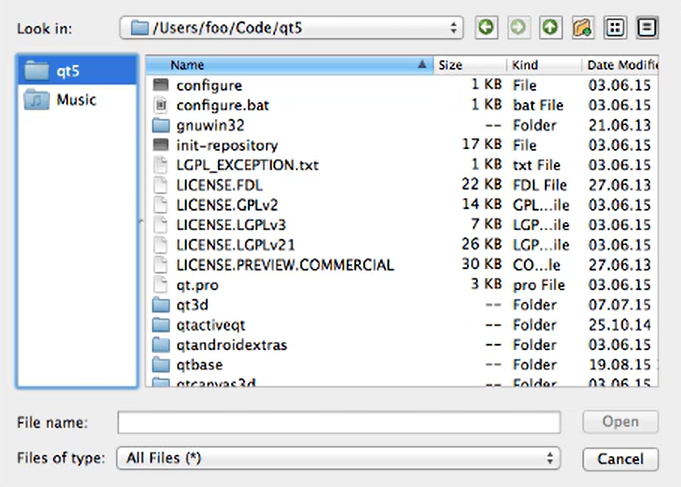 Look in: /Users/foo/Code/qt5
qt5
Music
Name Size Kind Date Modifi
configure 1 KB File 03.06.15
configure.bat 1 KB bat File 03.06.15
gnuwin32 -- Folder 21.06.13
init-repository 17 KB File 03.06.15
LGPL_EXCEPTION.txt 1 KB txt File 03.06.15
LICENSE.FDL 22 KB FDL File 27.06.13
LICENSE.GPLv2 14 KB GPL...ile 03.06.15
LICENSE.LGPLv3 7 KB LGP...ile 03.06.15
LICENSE.LGPLv21 26 KB LGP...ile 03.06.15
LICENSE.PREVIEW.COMMERCIAL 30 KB CO...le 27.06.13
qt.pro 3 KB pro File 03.06.15
qt3d -- Folder 07.07.15
qtactiveqt -- Folder 25.10.14
qtandroidextras -- Folder 03.06.15
qtbase -- Folder 19.08.15
qtcanvas3d -- Folder 03.06.15
File name: Open
Files of type: All Files (*) Cancel